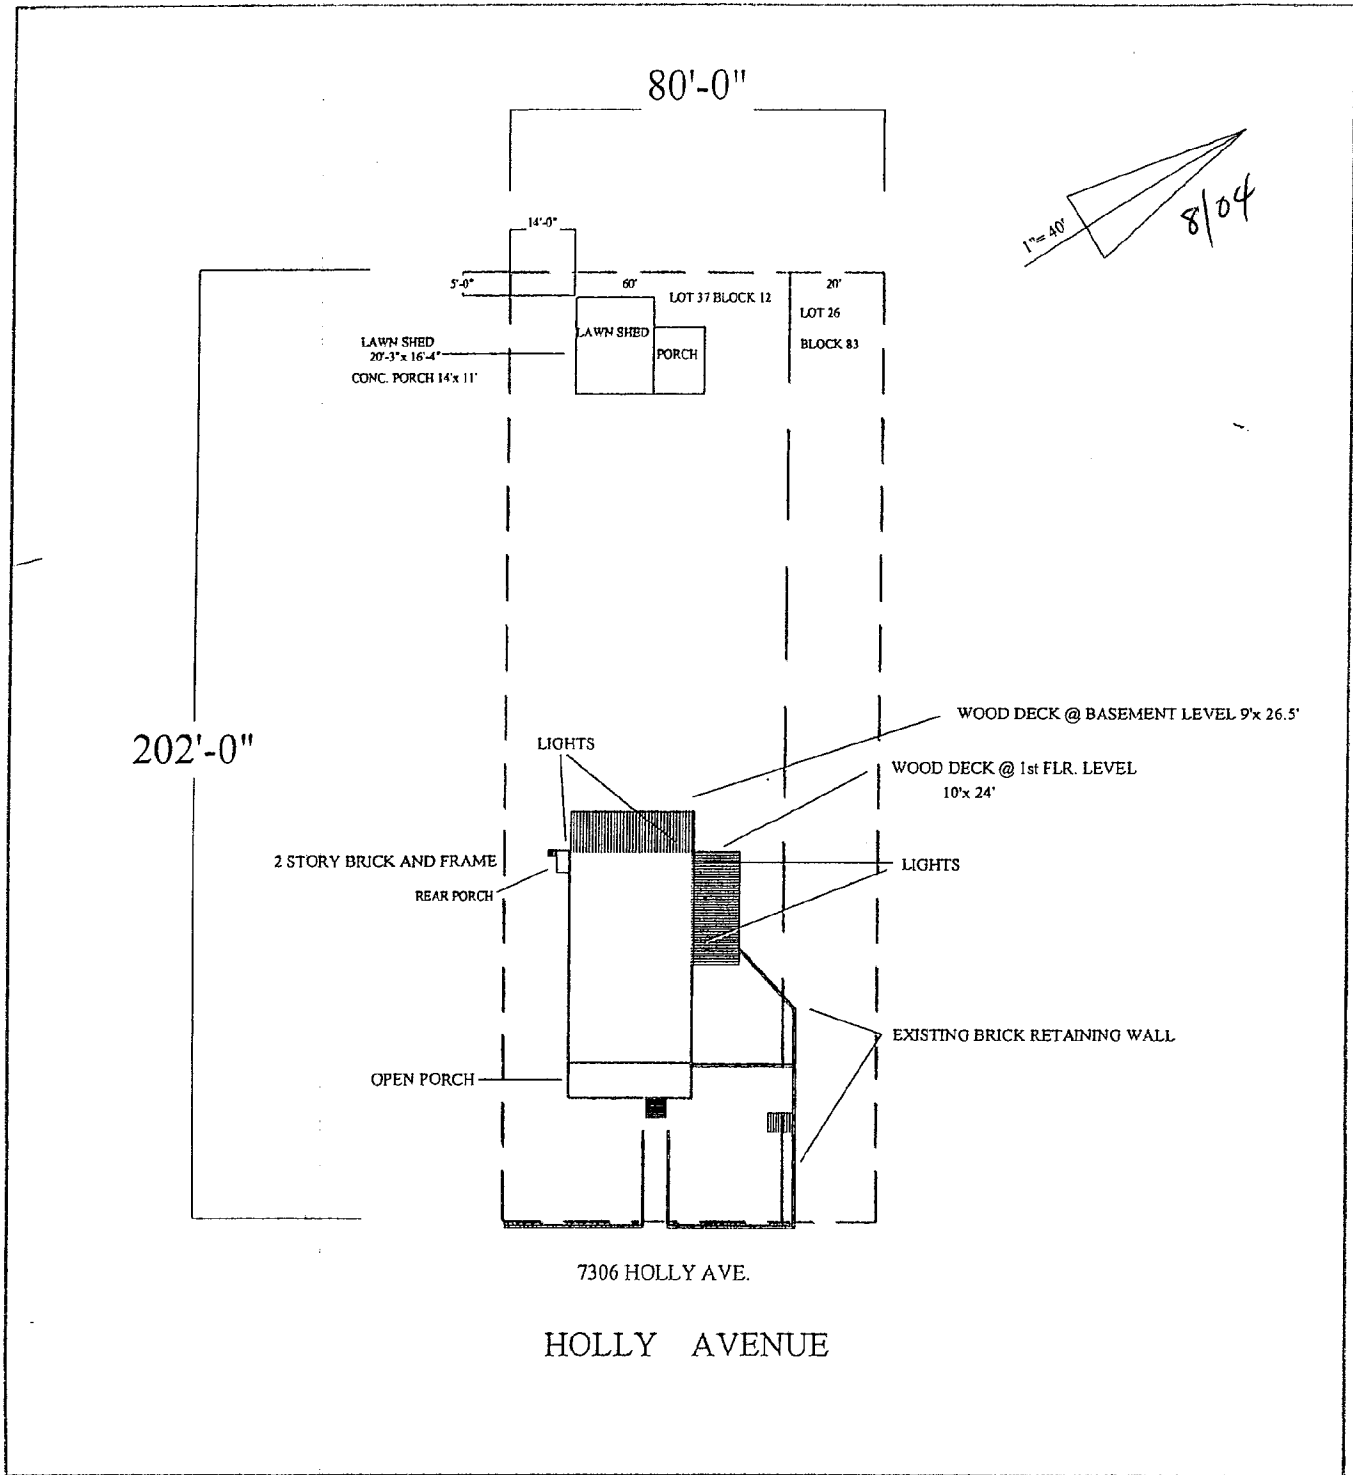 80'-0"
1"= 40'
8/04
14'-0"
5'-0"
60'
20'
LOT 37 BLOCK 12
LOT 26
BLOCK 83
LAWN SHED
PORCH
LAWN SHED
20'-3" x 16'-4"
CONC. PORCH 14'x 11'
202'-0"
WOOD DECK @ BASEMENT LEVEL 9'x 26.5'
LIGHTS
WOOD DECK @ 1st FLR. LEVEL
10'x 24'
2 STORY BRICK AND FRAME
LIGHTS
REAR PORCH
EXISTING BRICK RETAINING WALL
OPEN PORCH
7306 HOLLY AVE.
HOLLY AVENUE